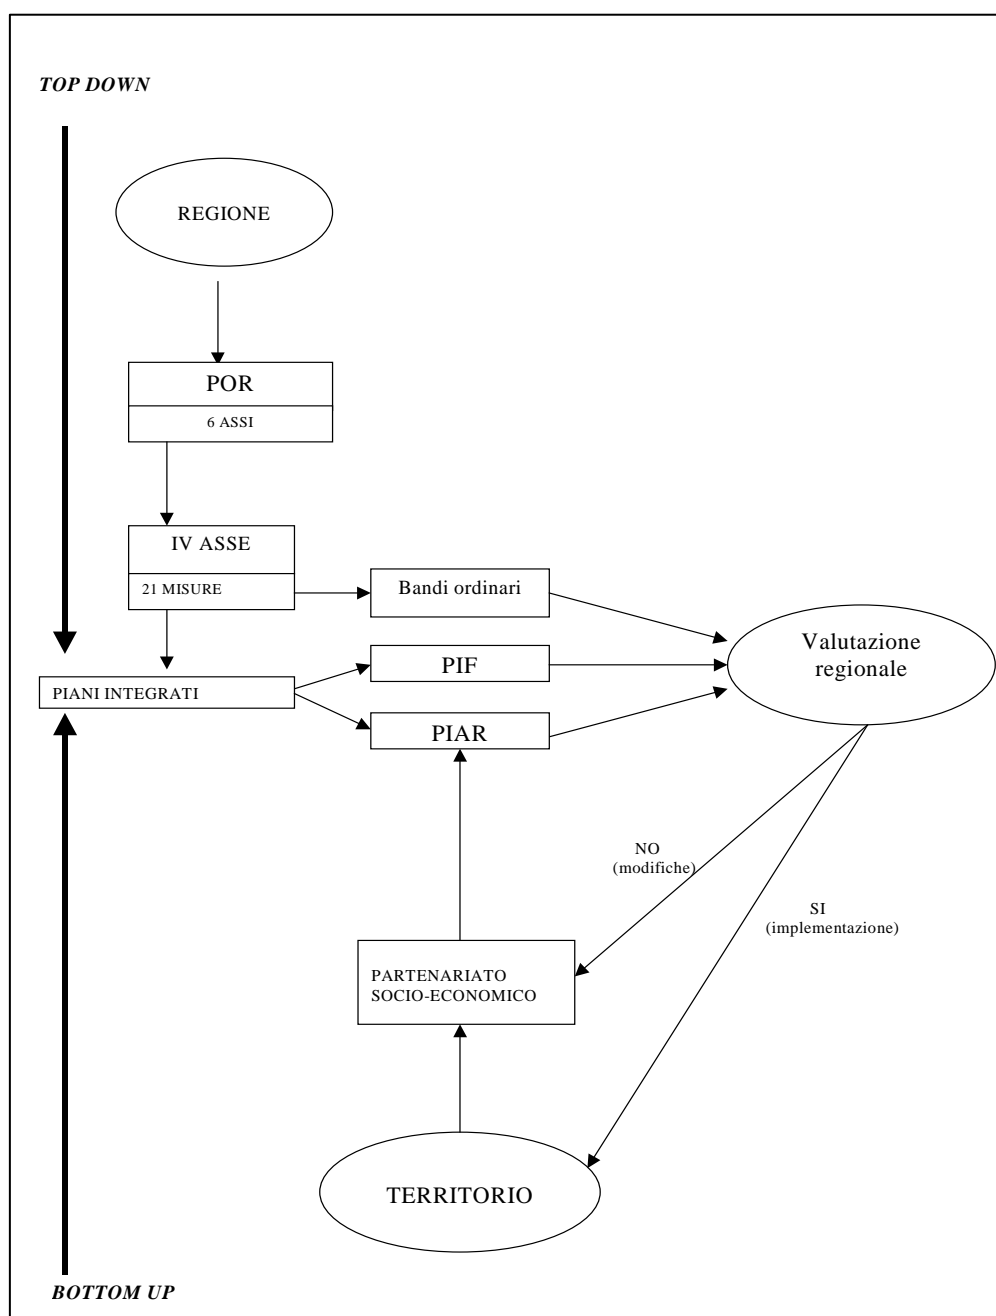 TOP DOWN
REGIONE
POR
6 ASSI
IV ASSE
21 MISURE
Bandi ordinari
Valutazione
regionale
PIF
PIANI INTEGRATI
PIAR
NO
(modifiche)
SI
(implementazione)
PARTENARIATO
SOCIO-ECONOMICO
TERRITORIO
BOTTOM UP